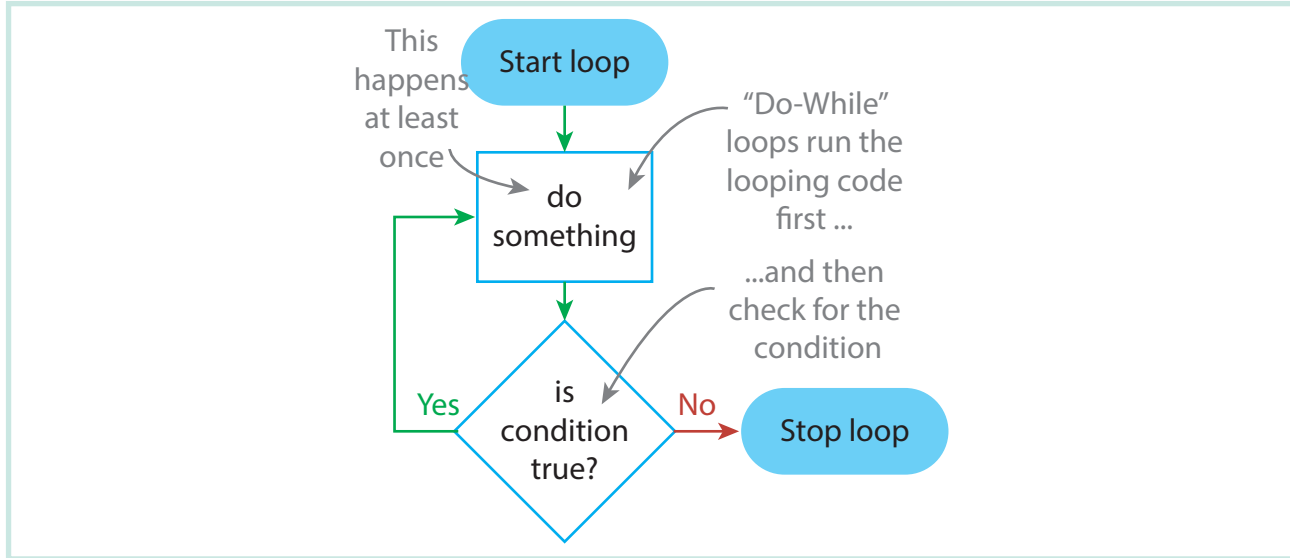 This
happens
at least
once
Start loop
"Do-While"
loops run the
looping code
first ...
do
something
...and then
check for the
condition
is
condition
true?
Yes
No
Stop loop